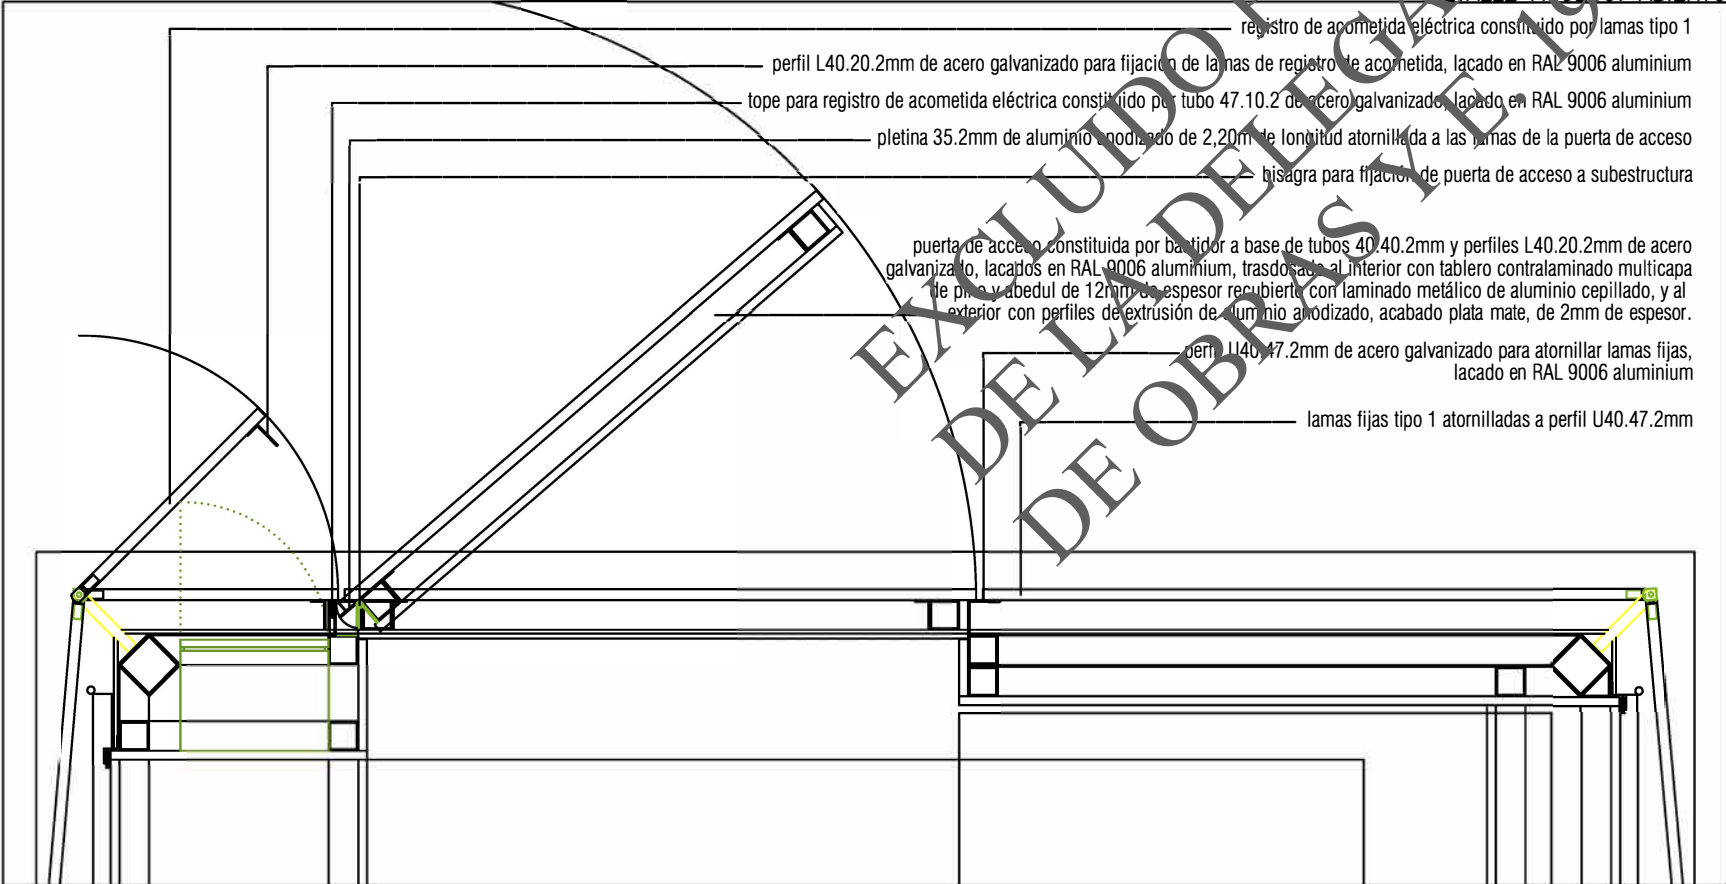 registro de acometida eléctrica constituido por lamas tipo 1
perfil L40.20.2mm de acero galvanizado para fijación de lamas de registro de acometida, lacado en RAL 9006 aluminium
tope para registro de acometida eléctrica constituido por tubo 47.10.2 de acero galvanizado, lacado en RAL 9006 aluminium
pletina 35.2mm de aluminio anodizado de 2,20m de longitud atornillada a las lamas de la puerta de acceso
bisagra para fijación de puerta de acceso a subestructura
puerta de acceso constituida por bastidor a base de tubos 40.40.2mm y perfiles L40.20.2mm de acero
galvanizado, lacados en RAL 9006 aluminium, trasdosada al interior con tablero contralaminado multicapa
de pino y abedul de 12mm de espesor recubierto con laminado metálico de aluminio cepillado, y al
exterior con perfiles de extrusión de aluminio anodizado, acabado plata mate, de 2mm de espesor.
perfil U40.47.2mm de acero galvanizado para atornillar lamas fijas,
lacado en RAL 9006 aluminium
lamas fijas tipo 1 atornilladas a perfil U40.47.2mm
EXCLUIDO
DE LA DELEGA
DE OBRAS Y E. 19